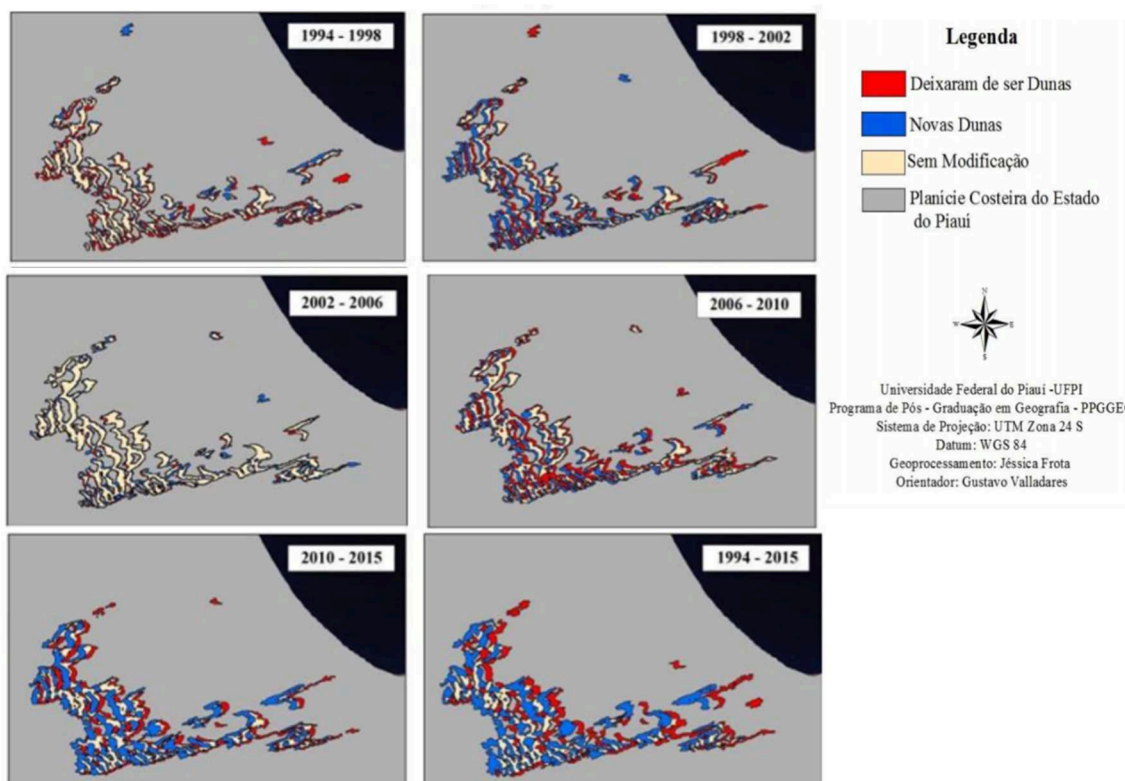 1994 - 1998
1998 - 2002
2002 - 2006
2006 - 2010
2010 - 2015
1994 - 2015
Legenda
Deixaram de ser Dunas
Novas Dunas
Sem Modificação
Planicie Costeira do Estado
do Piauí
N
W
E
S
Universidade Federal do Piauí -UFPI
Programa de Pós - Graduação em Geografia - PPGGE
Sistema de Projeção: UTM Zona 24 S
Datum: WGS 84
Geoprocessamento: Jéssica Frota
Orientador: Gustavo Valladares